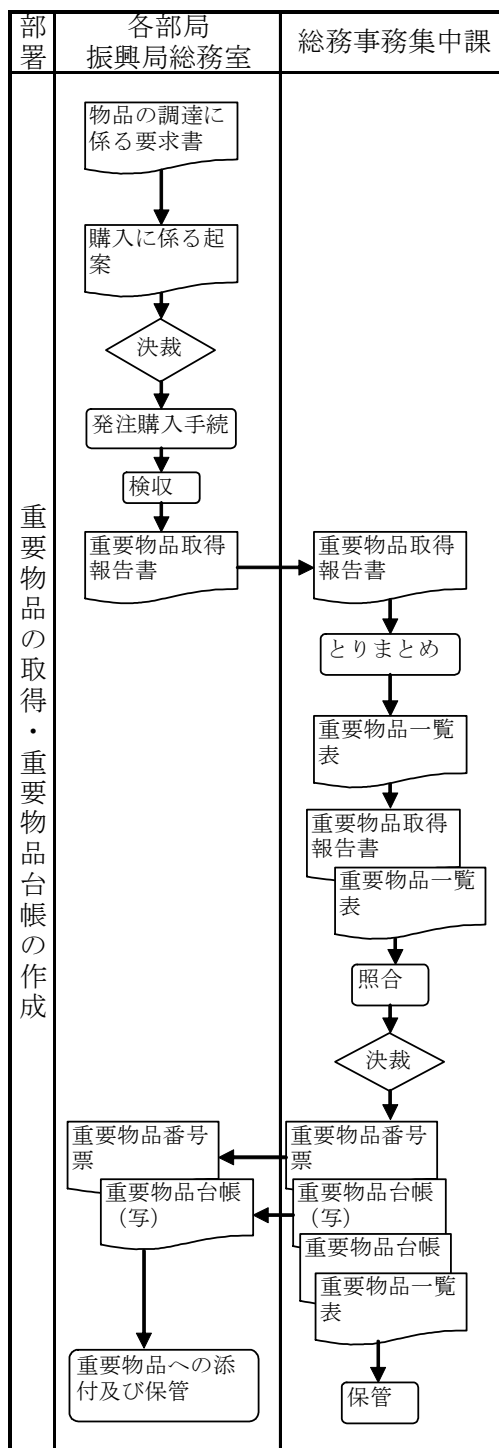 部署
各部局
振興局総務室
総務事務集中課
重要物品の取得・重要物品台帳の作成
物品の調達に
係る要求書
購入に係る起
案
決裁
発注購入手続
検収
重要物品取得
報告書
重要物品取得
報告書
とりまとめ
重要物品一覧
表
重要物品取得
報告書
重要物品一覧
表
照合
決裁
重要物品番号
票
重要物品台帳
(写)
重要物品番号
票
重要物品台帳
(写)
重要物品台帳
重要物品一覧
表
重要物品への添
付及び保管
保管